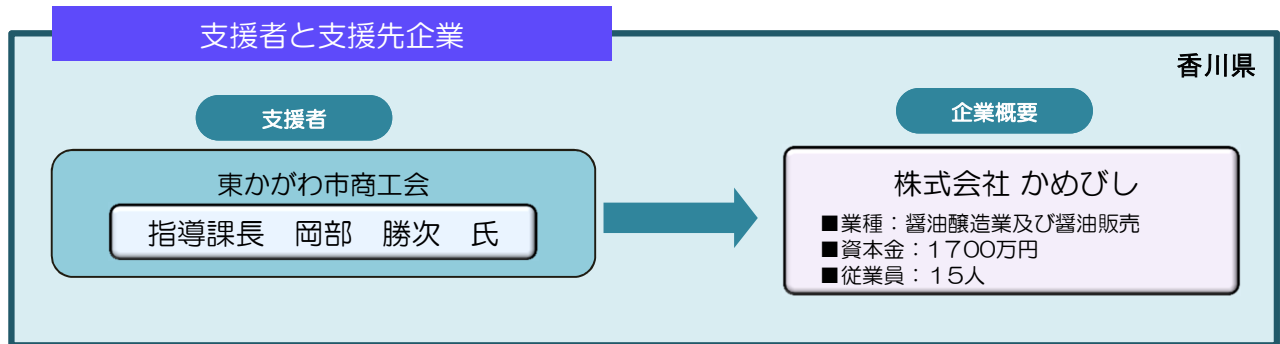 支援者と支援先企業
香川県
支援者
東かがわ市商工会
指導課長 岡部 勝次 氏
企業概要
株式会社 かめびし
■業種：醤油醸造業及び醤油販売
■資本金：１７００万円
■従業員：１５人